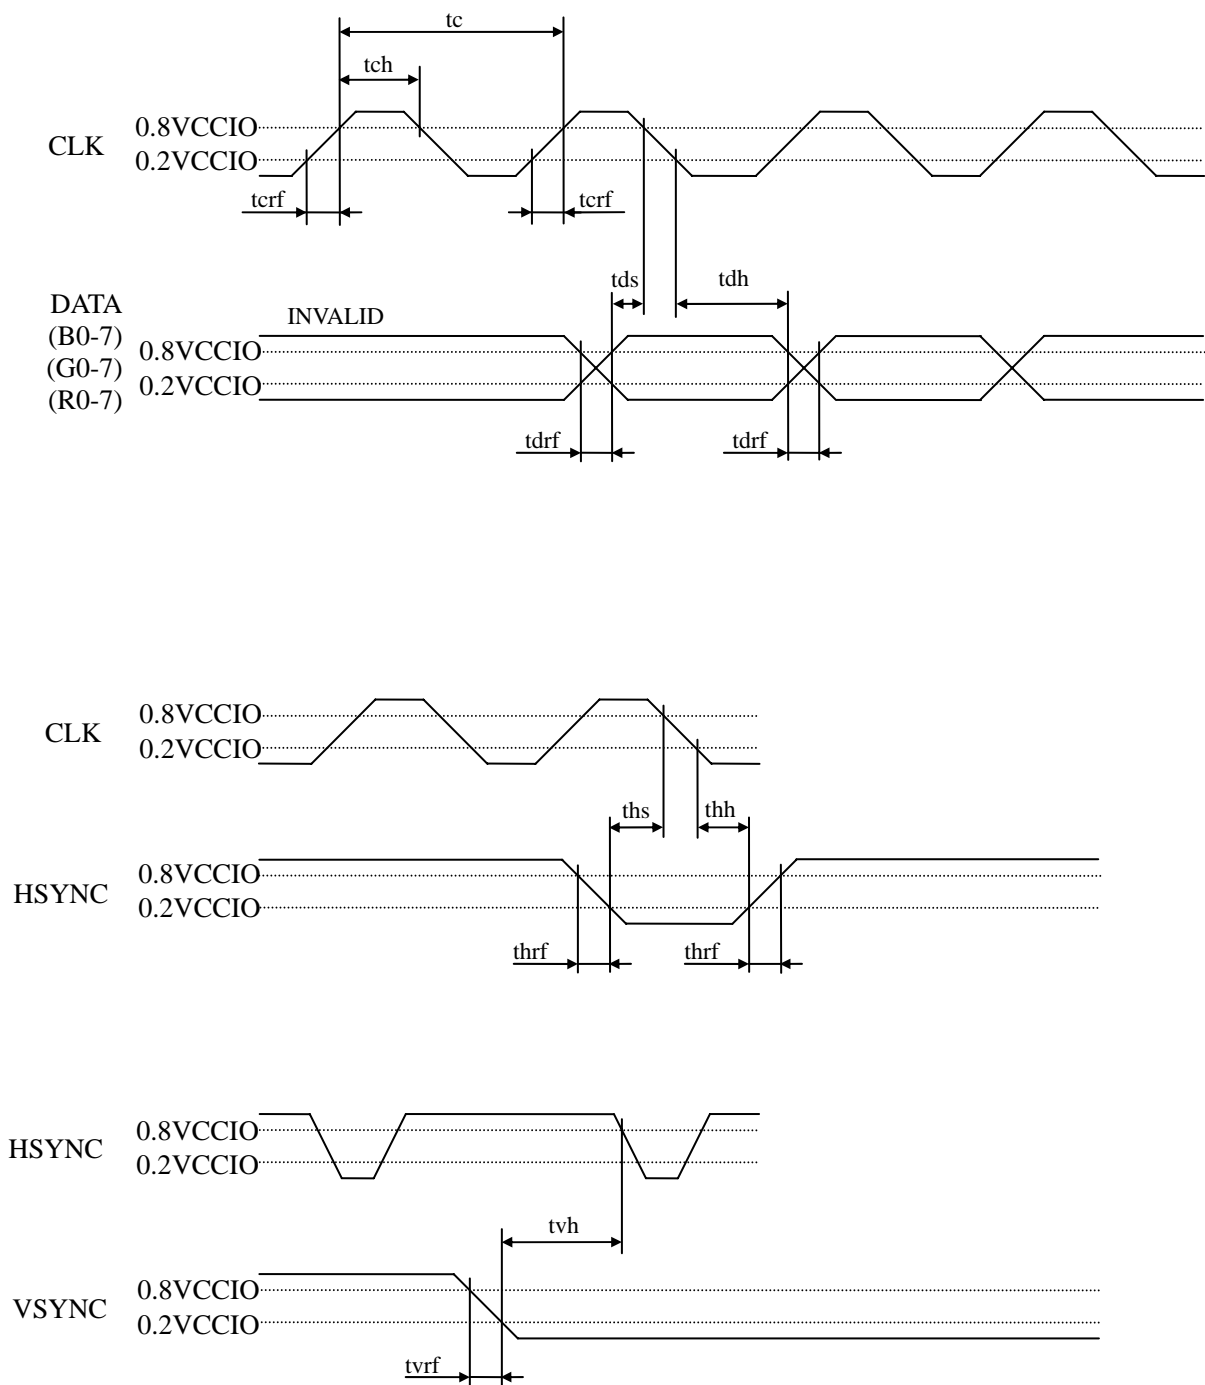 tc
tch
CLK
0.8VCCIO
0.2VCCIO
tcrf
tcrf
tds
tdh
DATA
(B0-7)
(G0-7)
(R0-7)
INVALID
0.8VCCIO
0.2VCCIO
tdrf
tdrf
CLK
0.8VCCIO
0.2VCCIO
ths
thh
HSYNC
0.8VCCIO
0.2VCCIO
thrf
thrf
HSYNC
0.8VCCIO
0.2VCCIO
tvh
VSYNC
0.8VCCIO
0.2VCCIO
tvrf